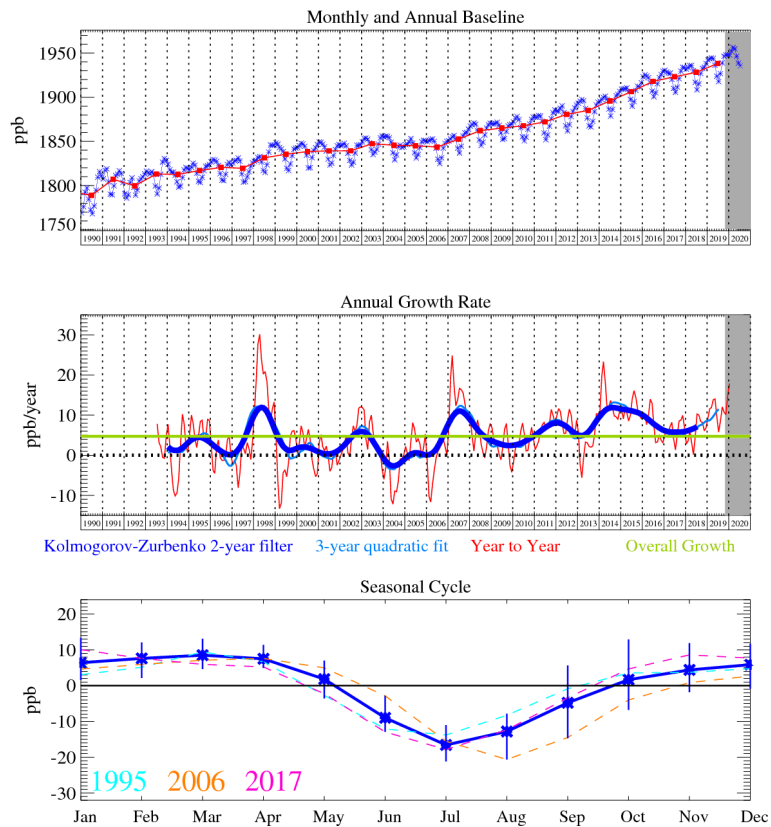 Monthly and Annual Baseline
1950
1900
1850
1800
1750
ppb
1990 1991 1992 1993 1994 1995 1996 1997 1998 1999 2000 2001 2002 2003 2004 2005 2006 2007 2008 2009 2010 2011 2012 2013 2014 2015 2016 2017 2018 2019 2020
Annual Growth Rate
30
20
10
0
-10
ppb/year
1990 1991 1992 1993 1994 1995 1996 1997 1998 1999 2000 2001 2002 2003 2004 2005 2006 2007 2008 2009 2010 2011 2012 2013 2014 2015 2016 2017 2018 2019 2020
Kolmogorov-Zurbenko 2-year filter 3-year quadratic fit Year to Year Overall Growth
Seasonal Cycle
20
10
0
-10
-20
-30
ppb
1995 2006 2017
Jan Feb Mar Apr May Jun Jul Aug Sep Oct Nov Dec